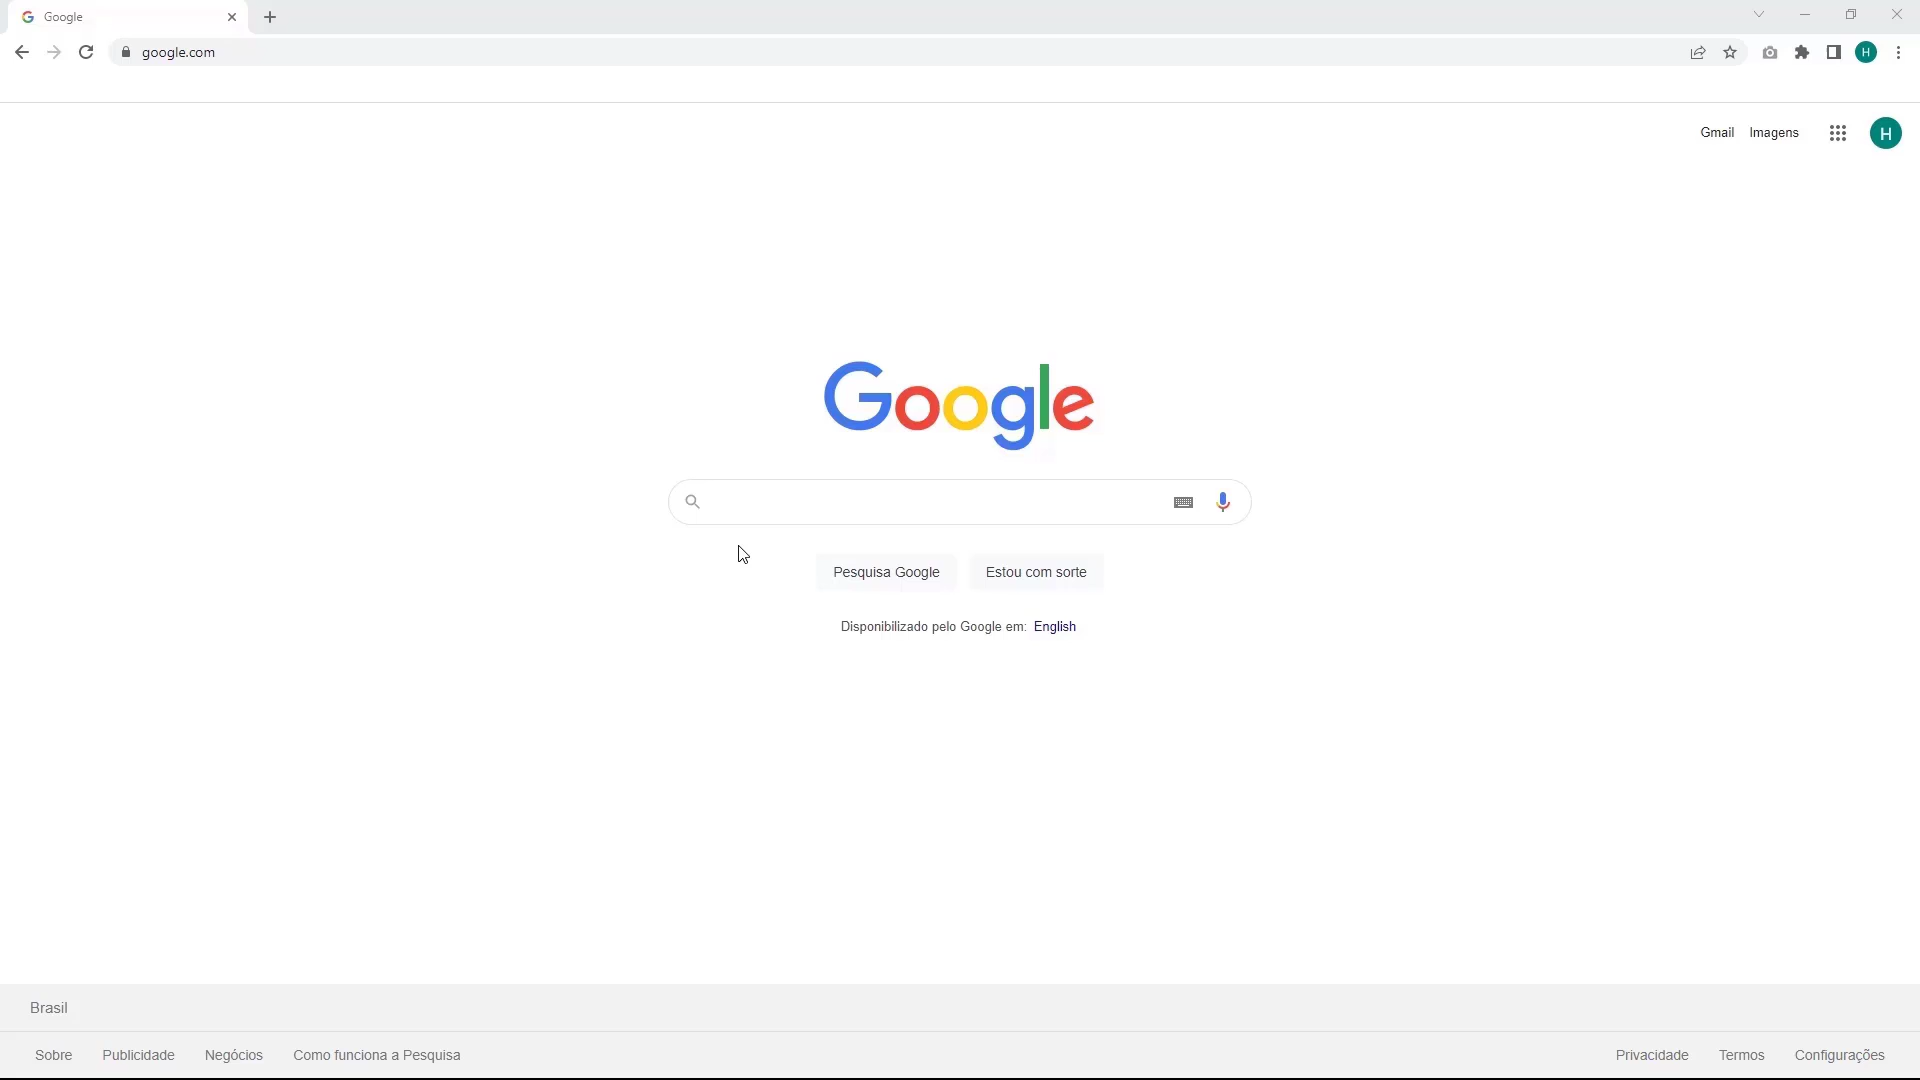 Google
google.com
H
Gmail Imagens
H
Google
Pesquisa Google Estou com sorte
Disponibilizado pelo Google em: English
Brasil
Sobre Publicidade Negócios Como funciona a Pesquisa Privacidade Termos Configurações